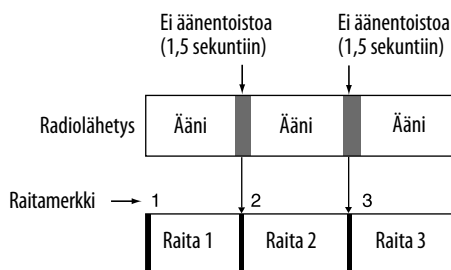 Ei äänentoistoa
(1,5 sekuntiin)
Ei äänentoistoa
(1,5 sekuntiin)
Radiolähetys
Ääni
Ääni
Ääni
Raitamerkki
1
2
3
Raita 1
Raita 2
Raita 3